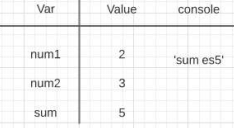 Var Value console
num1 2 'sum es5'
num2 3
sum 5